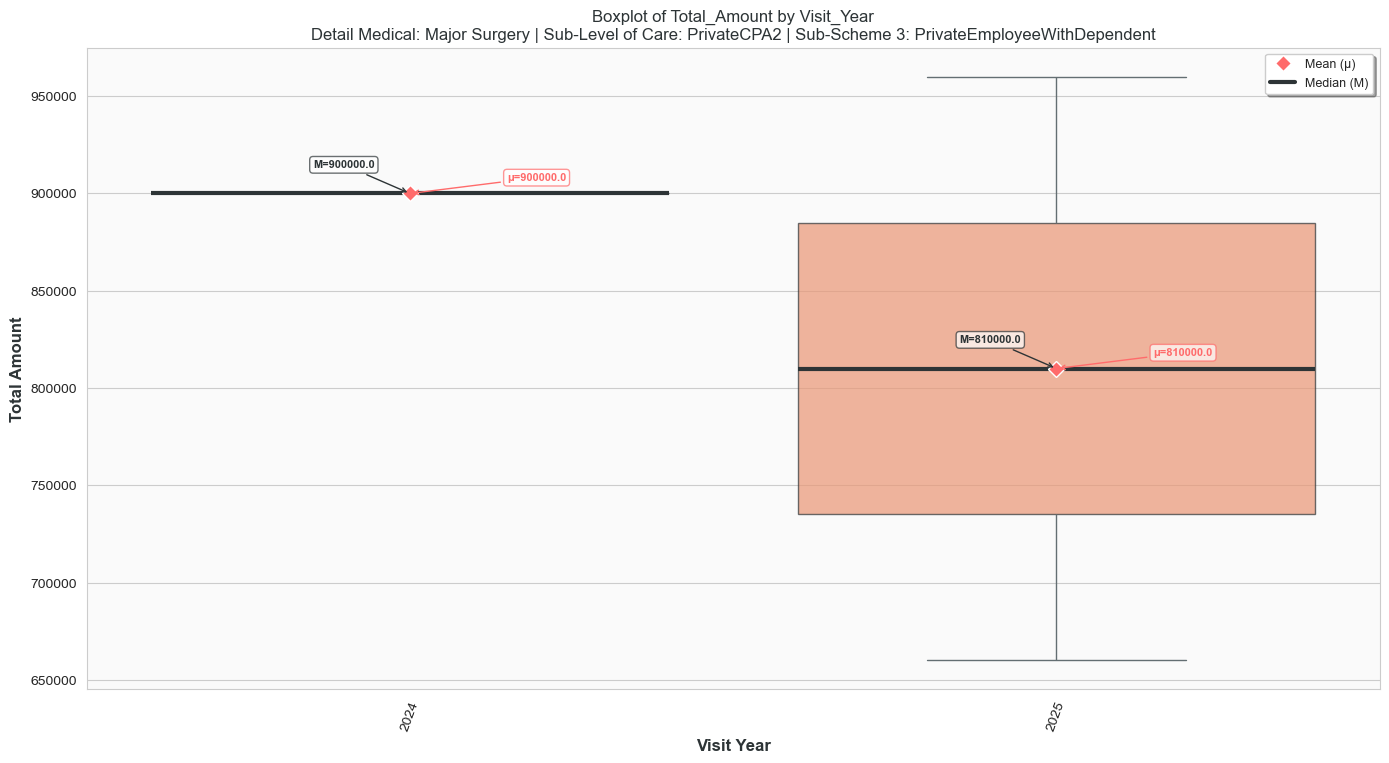 Boxplot of Total_Amount by Visit_Year
Detail Medical: Major Surgery | Sub-Level of Care: PrivateCPA2 | Sub-Scheme 3: PrivateEmployeeWithDependent
Mean (μ)
Median (M)
950000
900000
850000
800000
750000
700000
650000
Total Amount
M=900000.0
μ=900000.0
M=810000.0
μ=810000.0
2024
2025
Visit Year